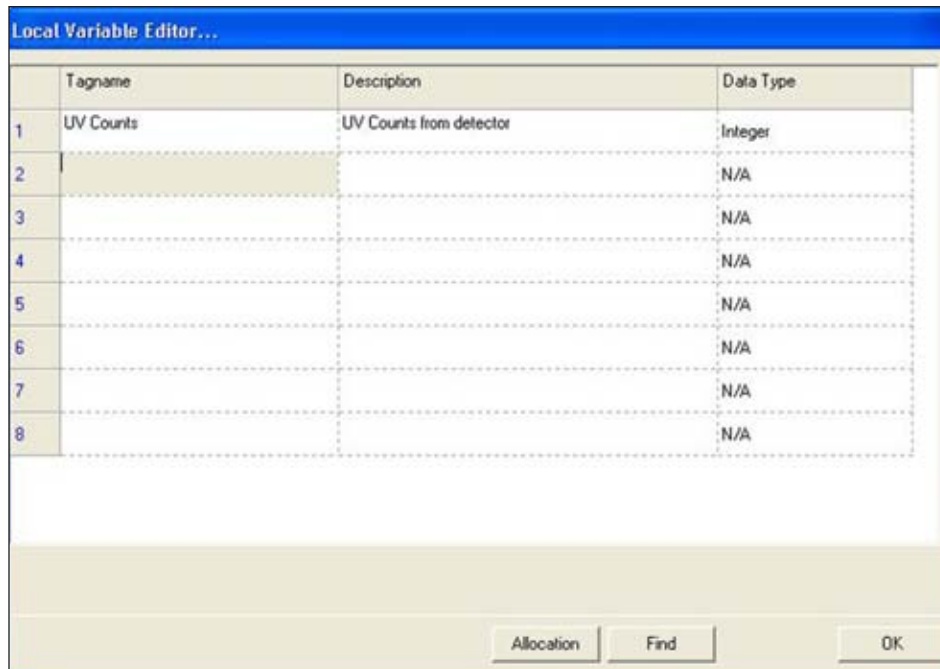 Local Variable Editor...
Tagname Description Data Type
1 UV Counts UV Counts from detector Integer
2 N/A
3 N/A
4 N/A
5 N/A
6 N/A
7 N/A
8 N/A
Allocation Find OK